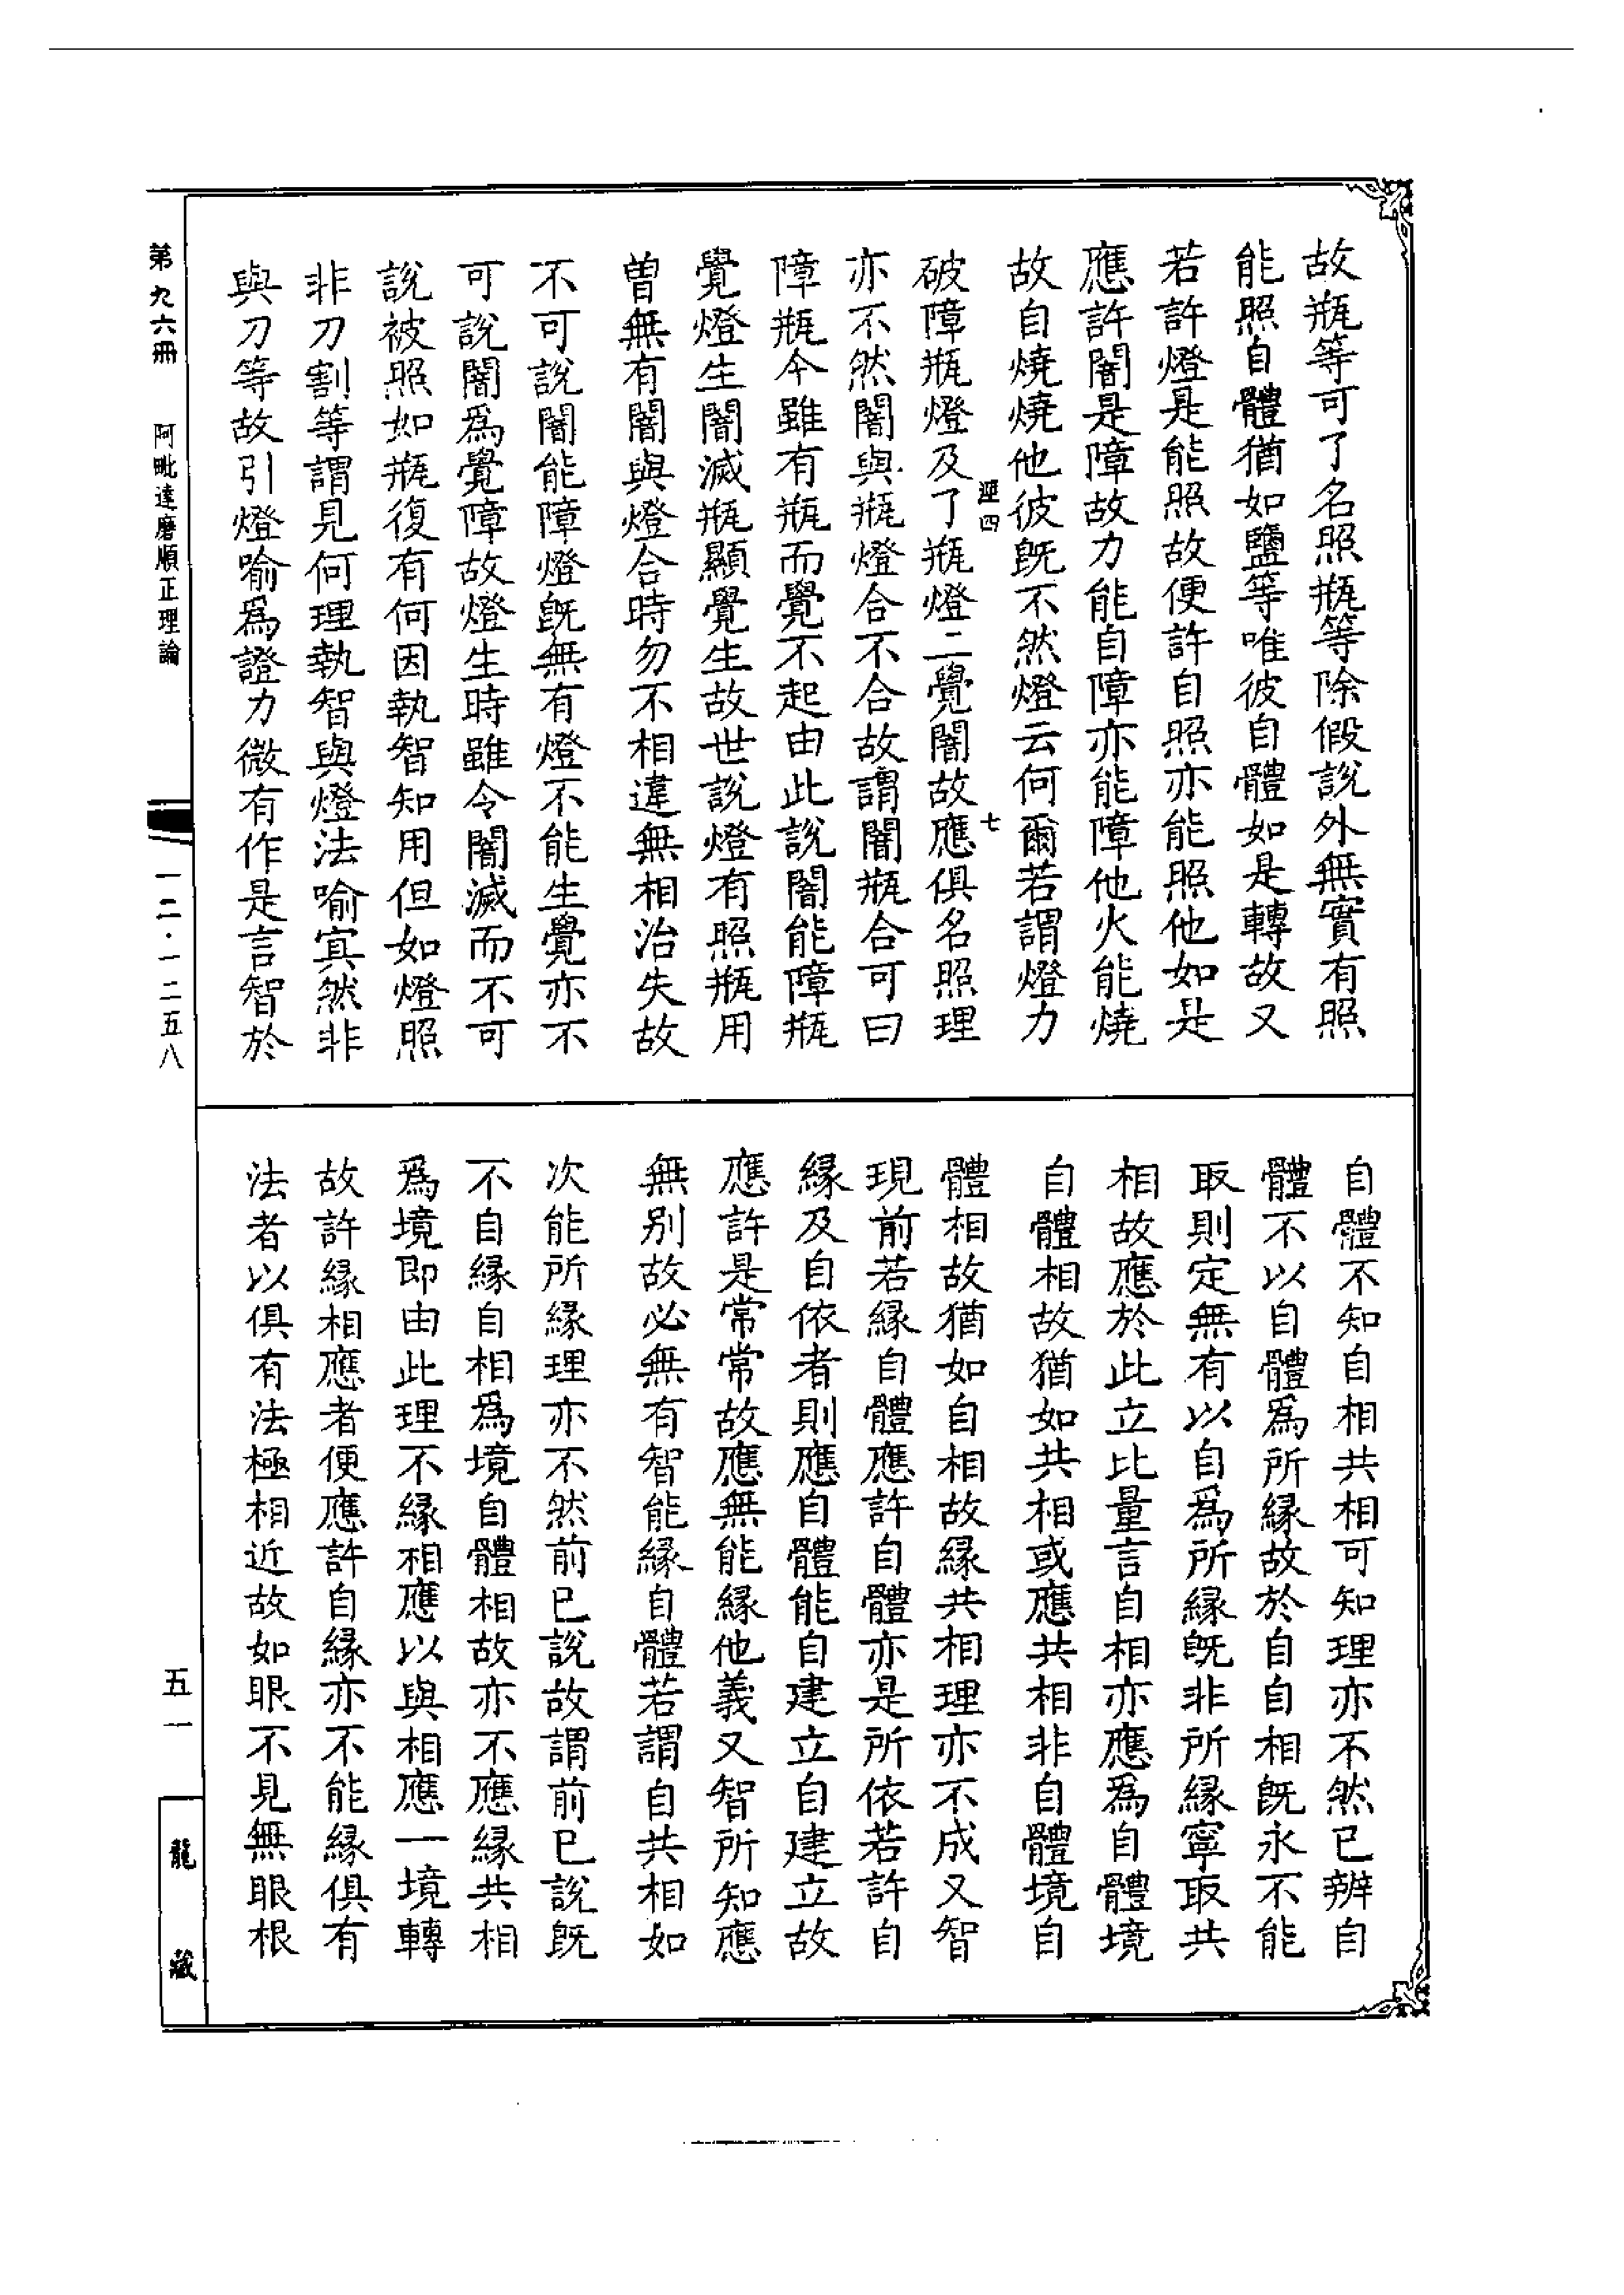 故瓶等可了名照瓶等除假說外無實有照
能照自體猶如鹽等唯彼自體如是轉故又
若許燈是能照故便許自照亦能照他如是
應許闇是障故力能自障亦能障他火能燒
故自燒燒他彼旣不然燈云何爾若謂燈力
迎四
七
破障瓶燈及了瓶燈二覺闇故應俱名照理
亦不然闇與瓶燈合不合故謂闇瓶合可曰
障瓶今雖有瓶而覺不起由此說闇能障瓶
覺燈生闇滅瓶顯覺生故世說燈有照瓶用
曾無有闇與燈合時勿不相違無相治失故
不可說闇能障燈旣無有燈不能生覺亦不
可說闇爲覺障故燈生時雖令闇滅而不可
說被照如瓶復有何因執智知用但如燈照
非刀割等謂見何理執智與燈法喻寘然非
與刀等故引燈喻爲證力微有作是言智於
自體不知自相共相可知理亦不然已辨自
體不以自體爲所緣故於自自相旣永不能
取則定無有以自爲所緣旣非所緣寧取共
相故應於此立比量言自相亦應爲自體境
自體相故猶如共相或應共相非自體境自
體相故猶如自相故緣共相理亦不成又智
現前若緣自體應許自體亦是所依若許自
緣及自依者則應自體能自建立自建立故
應許是常常故應無能緣他義又智所知應
無別故必無有智能緣自體若謂自共相如
次能所緣理亦不然前已說故謂前已說旣
不自緣自相爲境自體相故亦不應緣共相
爲境即由此理不緣相應以與相應一境轉
故許緣相應者便應許自緣亦不能緣俱有
法者以俱有法極相近故如眼不見無眼根
第九六冊
阿毗達磨順正理論
一二·一二五八
五一
龍藏